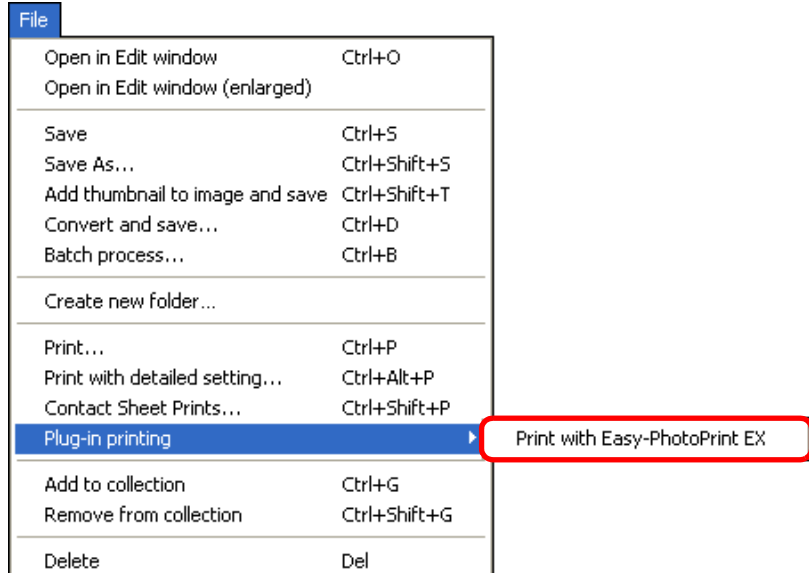 File
Open in Edit window Ctrl+O
Open in Edit window (enlarged)
Save Ctrl+S
Save As... Ctrl+Shift+S
Add thumbnail to image and save Ctrl+Shift+T
Convert and save... Ctrl+D
Batch process... Ctrl+B
Create new folder...
Print... Ctrl+P
Print with detailed setting... Ctrl+Alt+P
Contact Sheet Prints... Ctrl+Shift+P
Plug-in printing Print with Easy-PhotoPrint EX
Add to collection Ctrl+G
Remove from collection Ctrl+Shift+G
Delete Del